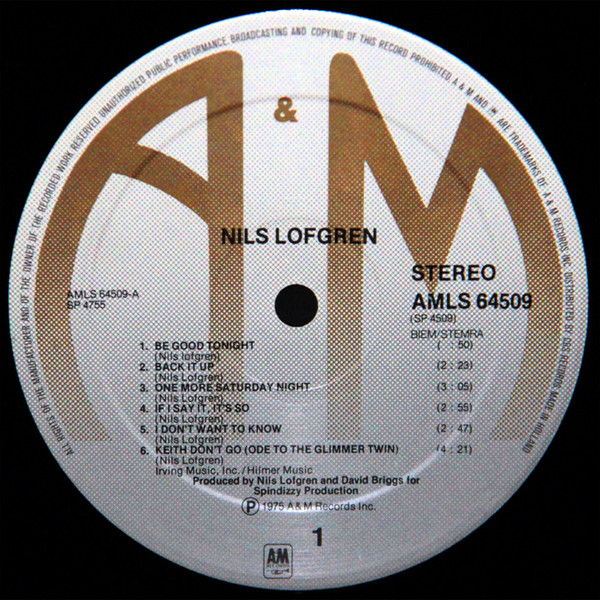 ALL RIGHTS OF THE MANUFACTURER AND OF THE OWNER OF THE RECORDED WORK RESERVED. UNAUTHORIZED PUBLIC PERFORMANCE, BROADCASTING AND COPYING OF THIS RECORD PROHIBITED. A & M AND ARE TRADEMARKS OF A & M RECORDS INC. DISTRIBUTED BY CBS RECORDS. MADE IN HOLLAND
A & M
NILS LOFGREN
STEREO
AMLS 64509
(SP 4509)
BIEM/STEMRA
AMLS 64509-A
SP 4755
1. BE GOOD TONIGHT ( : 50)
(Nils lofgren)
2. BACK IT UP (2 : 23)
(Nils Lofgren)
3. ONE MORE SATURDAY NIGHT (3 : 05)
(Nils Lofgren)
4. IF I SAY IT, IT'S SO (2 : 55)
(Nils Lofgren)
5. I DON'T WANT TO KNOW (2 : 47)
(Nils Lofgren)
6. KEITH DON'T GO (ODE TO THE GLIMMER TWIN) (4 : 21)
(Nils Lofgren)
Irving Music, Inc. / Hilmer Music
Produced by Nils Lofgren and David Briggs for
Spindizzy Production
Ⓟ 1975 A & M Records Inc.
1
A&M